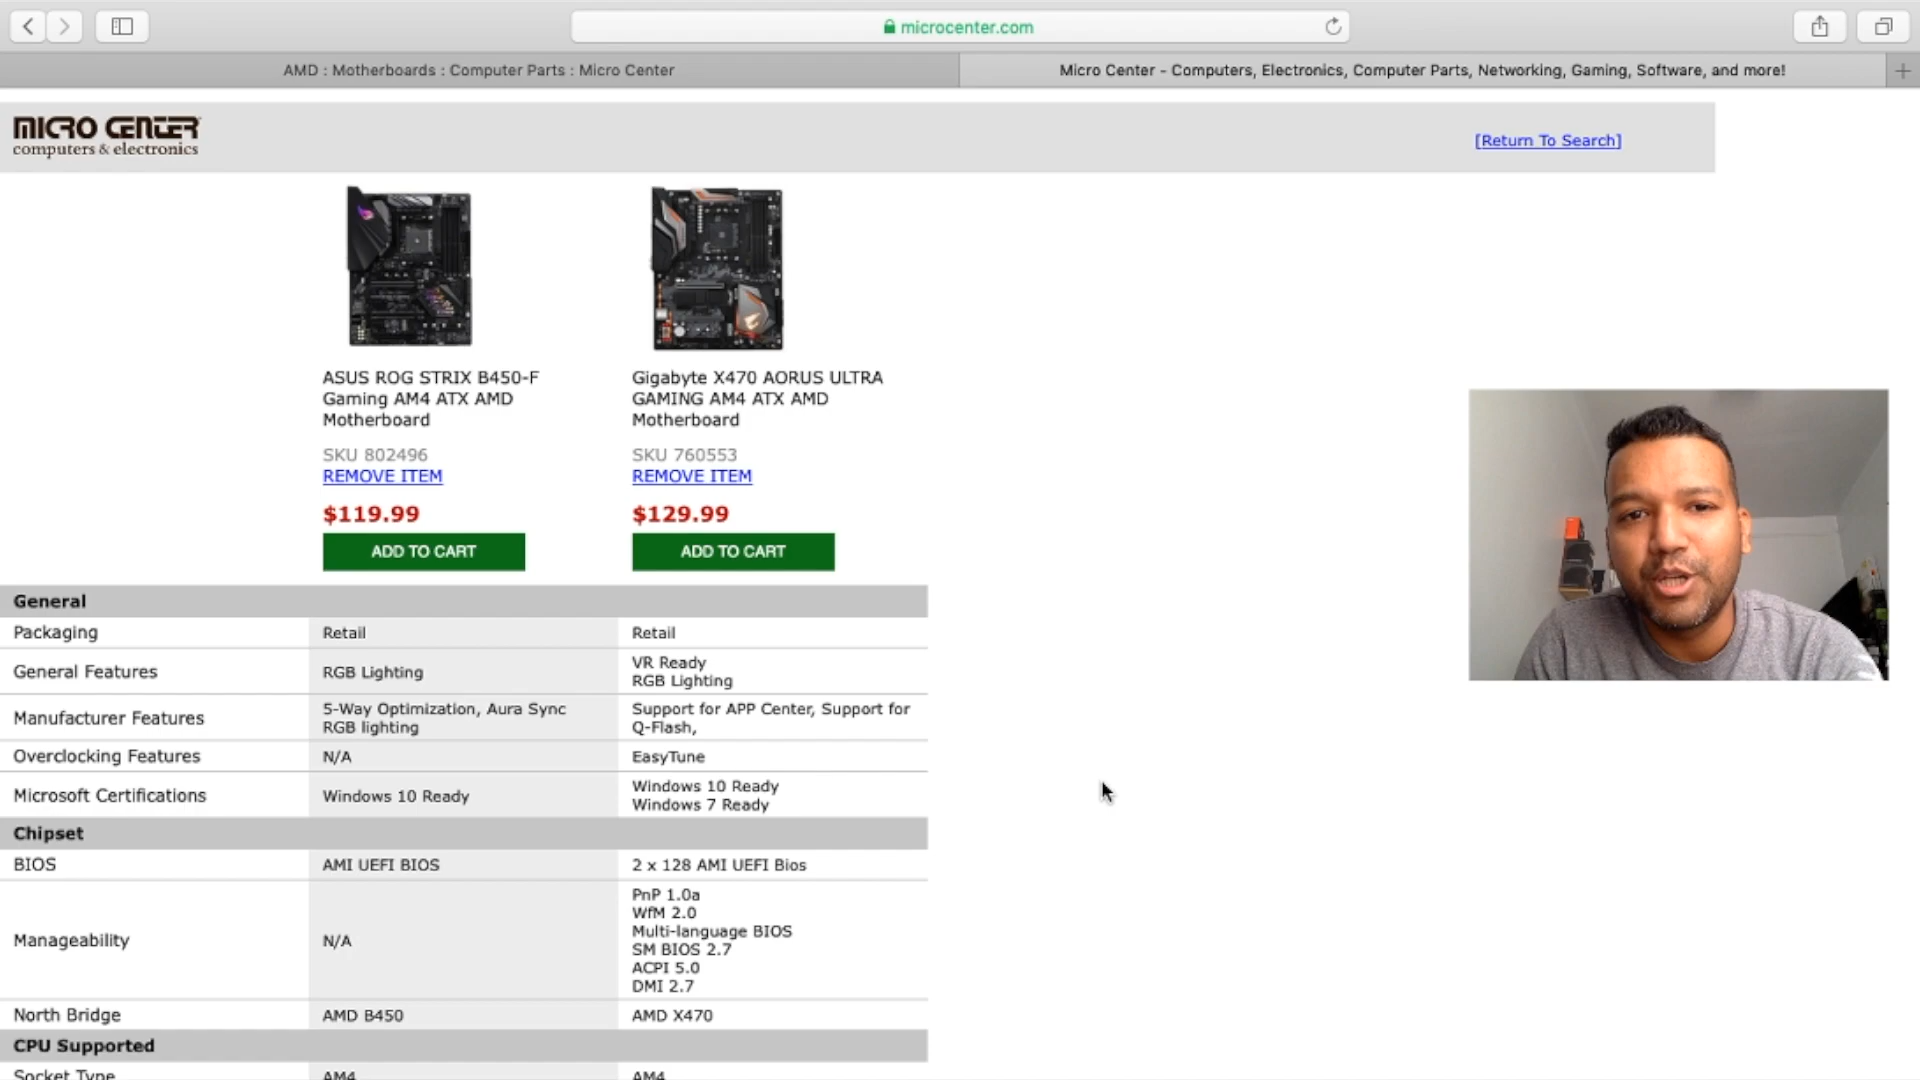 microcenter.com
AMD : Motherboards : Computer Parts : Micro Center
Micro Center - Computers, Electronics, Computer Parts, Networking, Gaming, Software, and more!
MICRO CENTER
computers & electronics
[Return To Search]
ASUS ROG STRIX B450-F
Gaming AM4 ATX AMD
Motherboard
SKU 802496
REMOVE ITEM
$119.99
ADD TO CART
Gigabyte X470 AORUS ULTRA
GAMING AM4 ATX AMD
Motherboard
SKU 760553
REMOVE ITEM
$129.99
ADD TO CART
General
Packaging
Retail
Retail
General Features
RGB Lighting
VR Ready
RGB Lighting
Manufacturer Features
5-Way Optimization, Aura Sync
RGB lighting
Support for APP Center, Support for
Q-Flash,
Overclocking Features
N/A
EasyTune
Microsoft Certifications
Windows 10 Ready
Windows 10 Ready
Windows 7 Ready
Chipset
BIOS
AMI UEFI BIOS
2 x 128 AMI UEFI Bios
Manageability
N/A
PnP 1.0a
WfM 2.0
Multi-language BIOS
SM BIOS 2.7
ACPI 5.0
DMI 2.7
North Bridge
AMD B450
AMD X470
CPU Supported
Socket Type
AM4
AM4